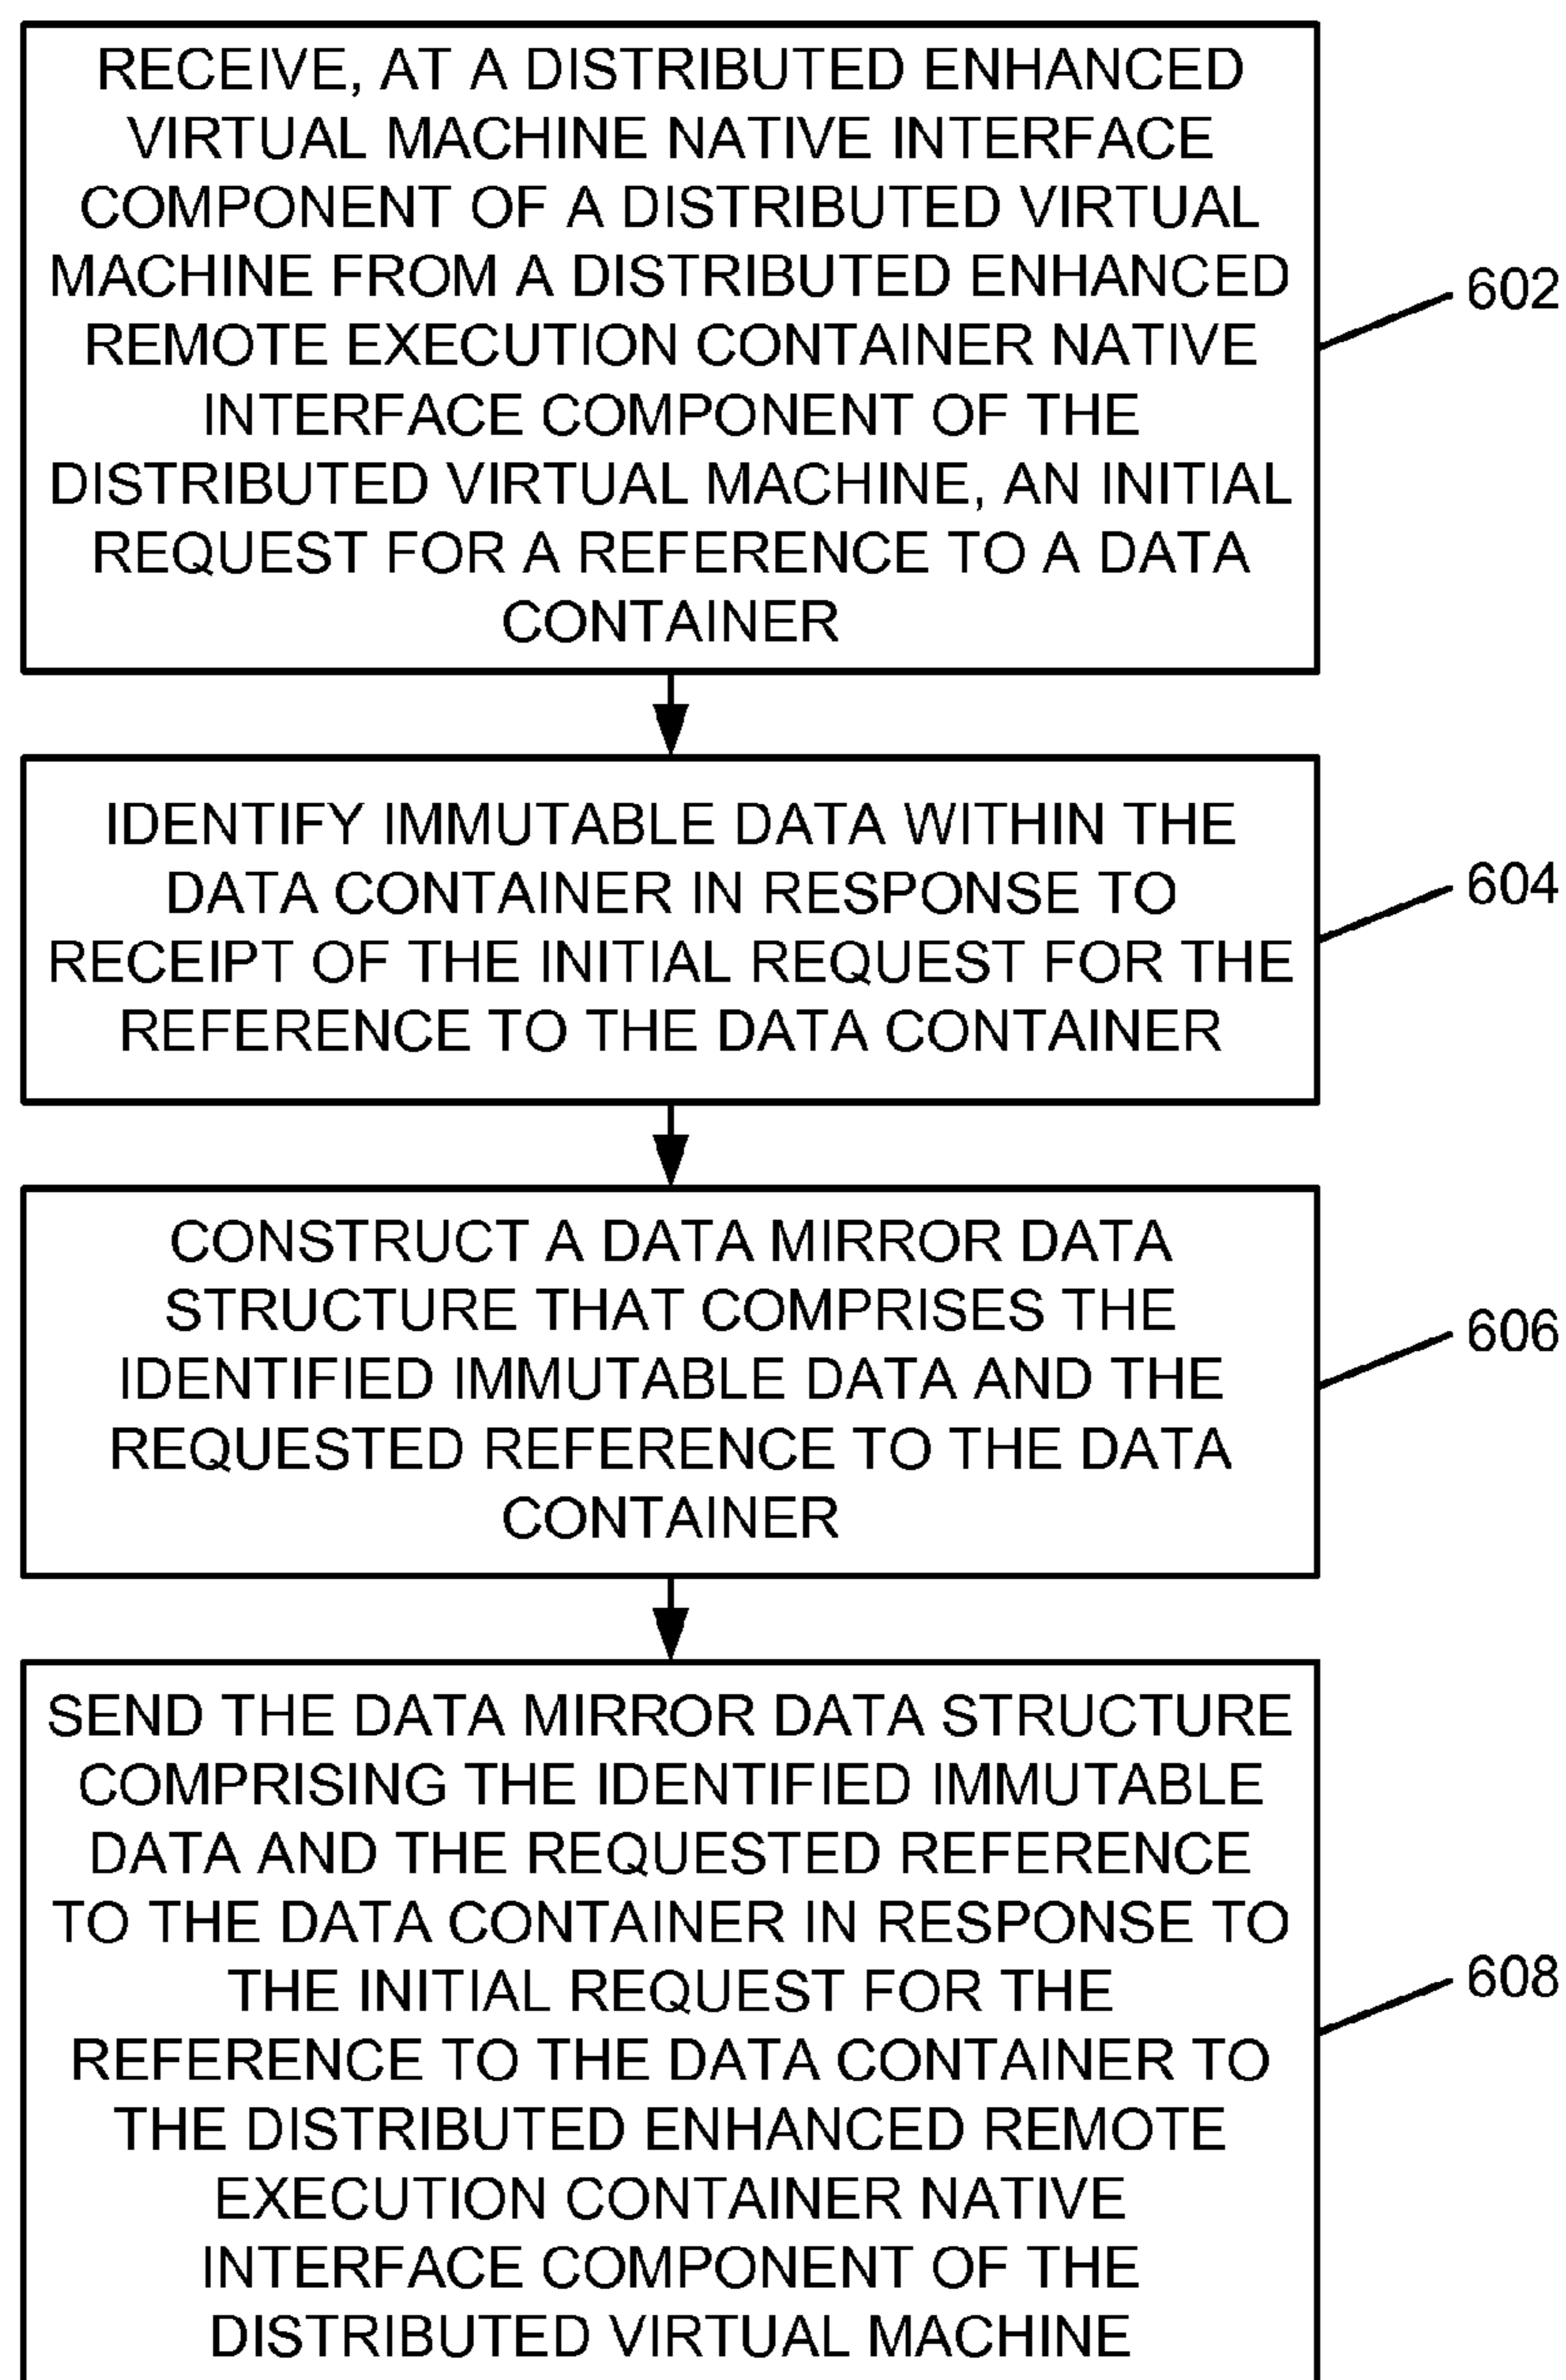 RECEIVE, AT A DISTRIBUTED ENHANCED
VIRTUAL MACHINE NATIVE INTERFACE
COMPONENT OF A DISTRIBUTED VIRTUAL
MACHINE FROM A DISTRIBUTED ENHANCED
REMOTE EXECUTION CONTAINER NATIVE
INTERFACE COMPONENT OF THE
DISTRIBUTED VIRTUAL MACHINE, AN INITIAL
REQUEST FOR A REFERENCE TO A DATA
CONTAINER
602
IDENTIFY IMMUTABLE DATA WITHIN THE
DATA CONTAINER IN RESPONSE TO
RECEIPT OF THE INITIAL REQUEST FOR THE
REFERENCE TO THE DATA CONTAINER
604
CONSTRUCT A DATA MIRROR DATA
STRUCTURE THAT COMPRISES THE
IDENTIFIED IMMUTABLE DATA AND THE
REQUESTED REFERENCE TO THE DATA
CONTAINER
606
SEND THE DATA MIRROR DATA STRUCTURE
COMPRISING THE IDENTIFIED IMMUTABLE
DATA AND THE REQUESTED REFERENCE
TO THE DATA CONTAINER IN RESPONSE TO
THE INITIAL REQUEST FOR THE
REFERENCE TO THE DATA CONTAINER TO
THE DISTRIBUTED ENHANCED REMOTE
EXECUTION CONTAINER NATIVE
INTERFACE COMPONENT OF THE
DISTRIBUTED VIRTUAL MACHINE
608